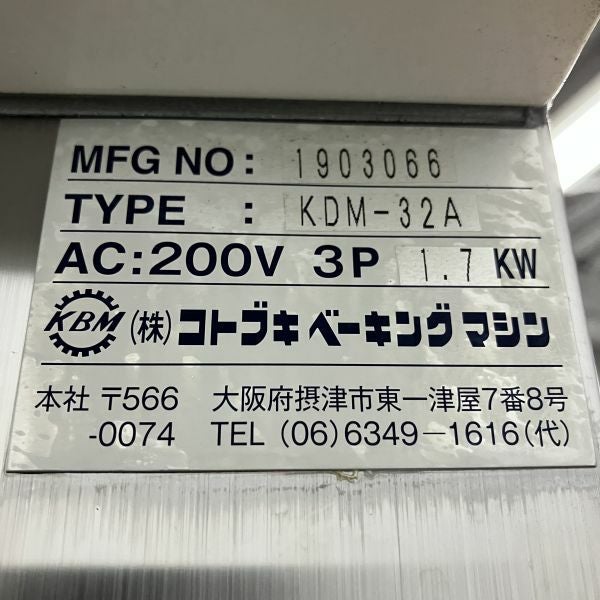 MFG NO: 1903066
TYPE : KDM-32A
AC:200V 3P 1.7 KW
KBM (株)コトブキベーキングマシン
本社 〒566 大阪府摂津市東一津屋7番8号
-0074 TEL (06)6349-1616(代)